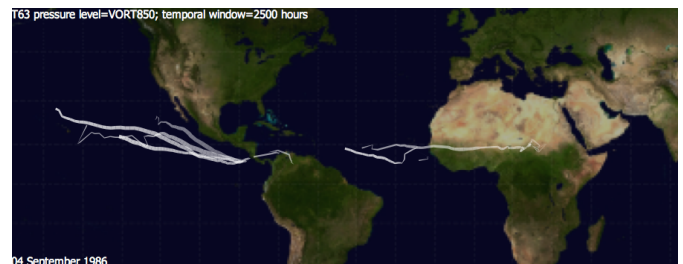 T63 pressure level=VORT850; temporal window=2500 hours
04 September 1986